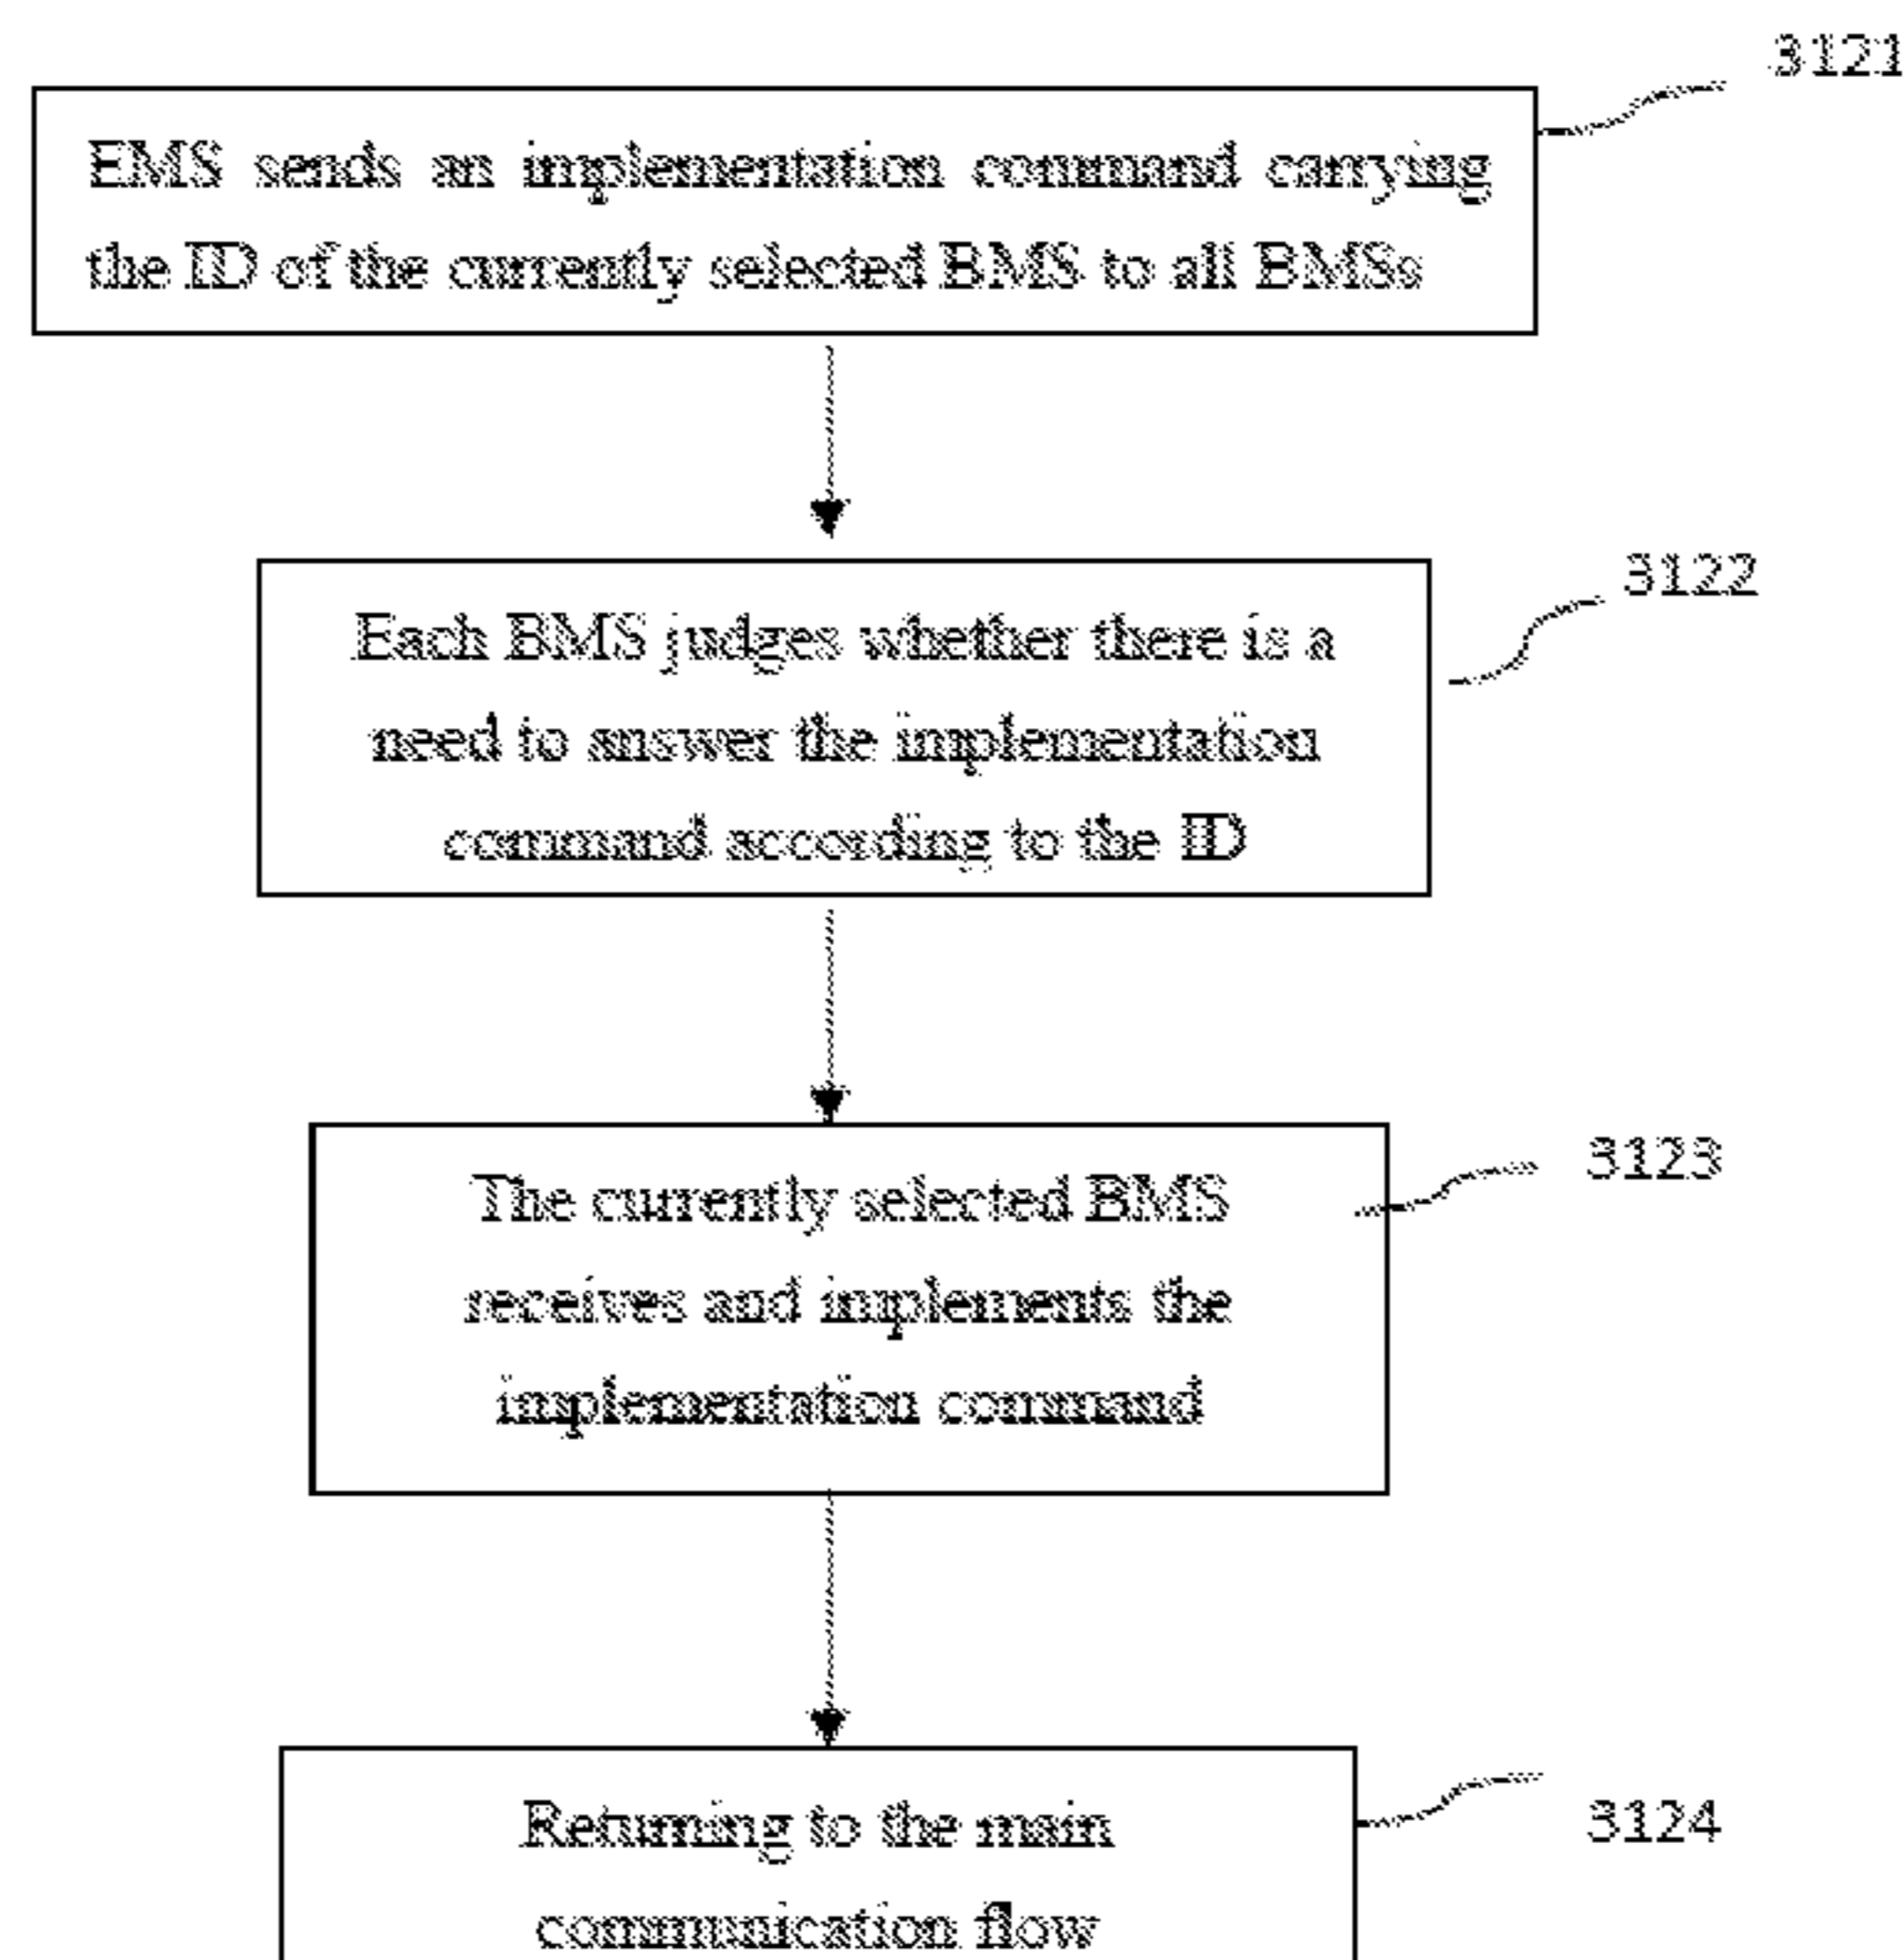 3121
EMS sends an implementation command carrying
the ID of the currently selected BMS to all BMSs
3122
Each BMS judges whether there is a
need to answer the implementation
command according to the ID
3123
The currently selected BMS
receives and implements the
implementation command
Returning to the main
3124
communication flow